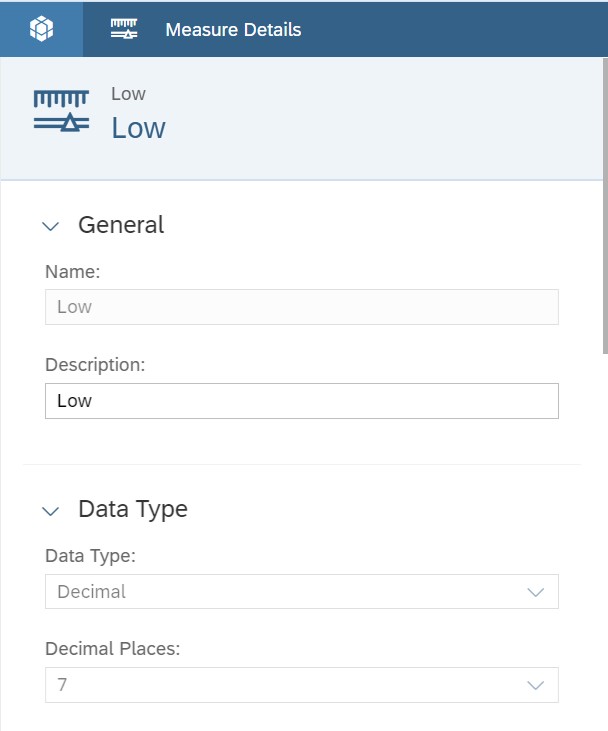 Measure Details
Low
Low
General
Name:
Low
Description:
Low
Data Type
Data Type:
Decimal
Decimal Places:
7